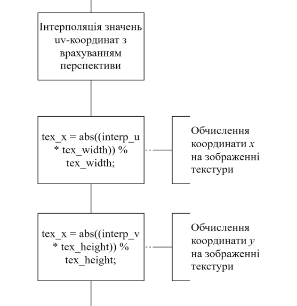 Інтерполяція значень
uv-координат з
врахуванням
перспективи
tex_x = abs((interp_u
* tex_width)) %
tex_width;
Обчислення
координати x
на зображенні
текстури
tex_x = abs((interp_v
* tex_height)) %
tex_height;
Обчислення
координати y
на зображенні
текстури